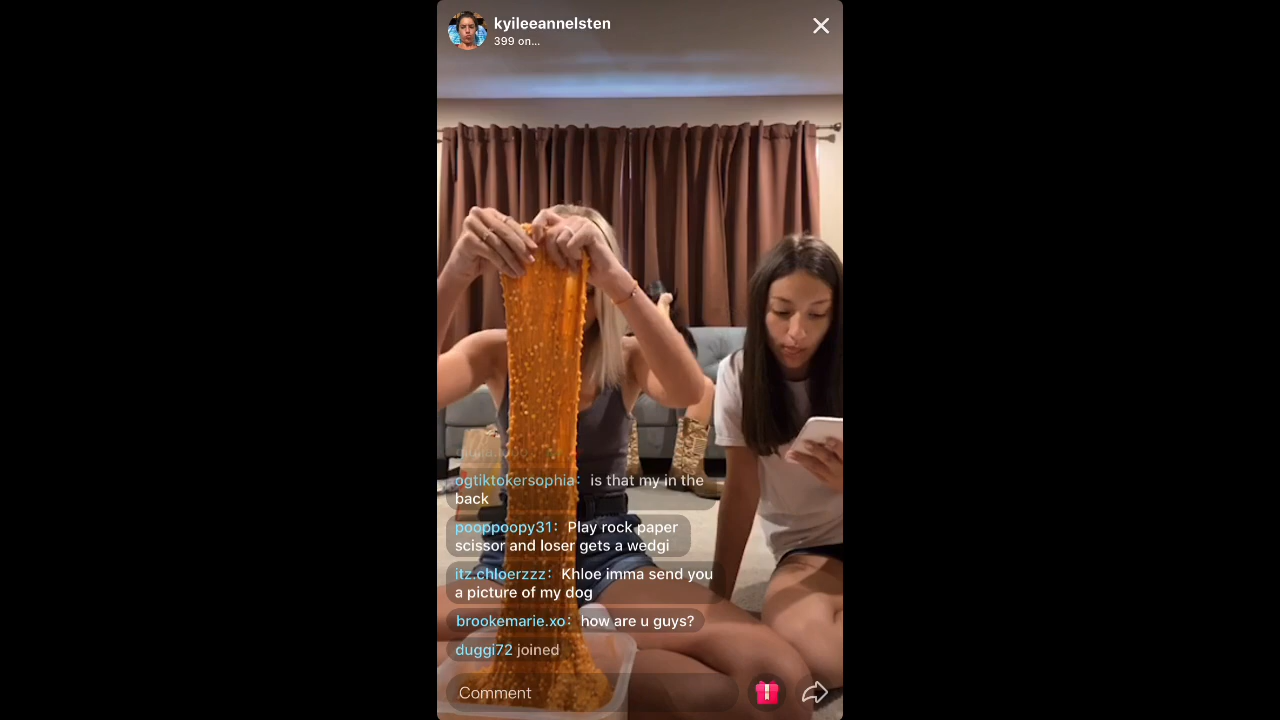 kyileeannelsten
399 on...
ogtiktokersophia: is that my in the
back
pooppoopy31: Play rock paper
scissor and loser gets a wedgi
itz.chloerzzz: Khloe imma send you
a picture of my dog
brookemarie.xo: how are u guys?
duggi72 joined
Comment